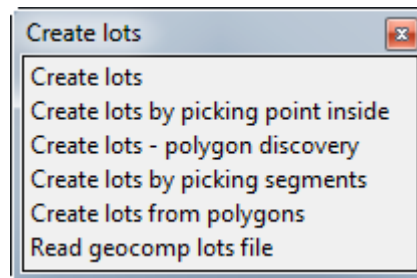 Create lots
Create lots
Create lots by picking point inside
Create lots - polygon discovery
Create lots by picking segments
Create lots from polygons
Read geocomp lots file